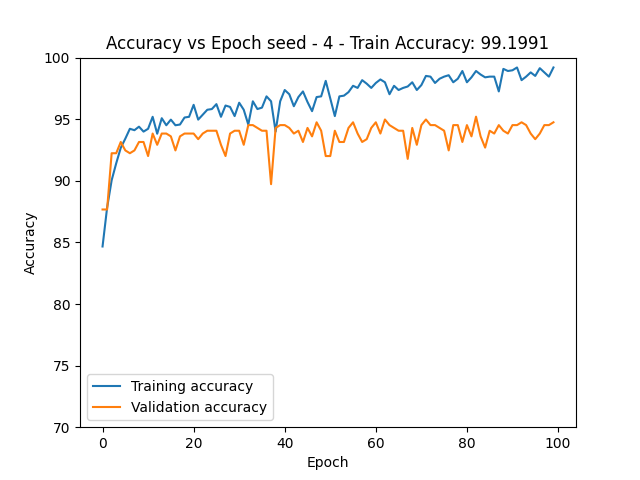 Accuracy vs Epoch seed - 4 - Train Accuracy: 99.1991
100
95
90
85
80
75
70
Accuracy
Training accuracy
Validation accuracy
0 20 40 60 80 100
Epoch